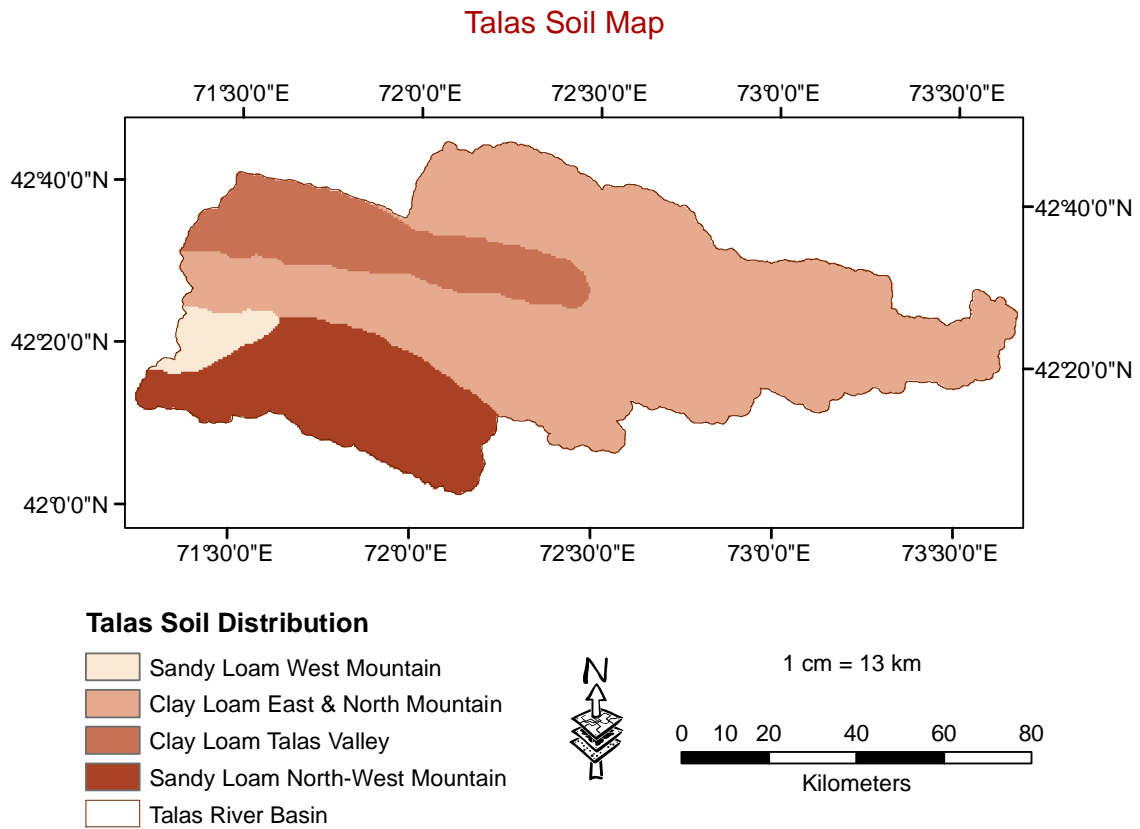 Talas Soil Map
71°30'0"E 72°0'0"E 72°30'0"E 73°0'0"E 73°30'0"E
42°40'0"N
42°40'0"N
42°20'0"N
42°20'0"N
42°0'0"N
71°30'0"E 72°0'0"E 72°30'0"E 73°0'0"E 73°30'0"E
Talas Soil Distribution
Sandy Loam West Mountain
Clay Loam East & North Mountain
Clay Loam Talas Valley
Sandy Loam North-West Mountain
Talas River Basin
N
1 cm = 13 km
0 10 20 40 60 80
Kilometers